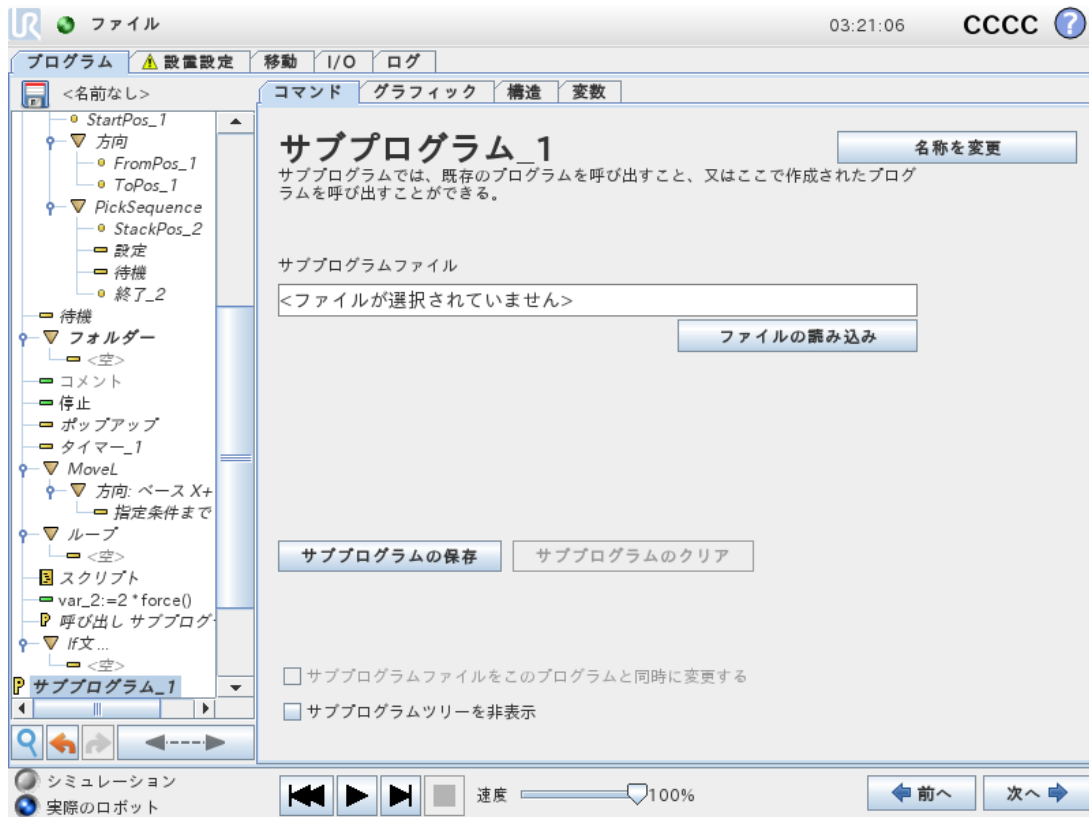 UR ファイル 03:21:06 CCCC ?
プログラム 設置設定 移動 I/O ログ
<名前なし>
コマンド グラフィック 構造 変数
StartPos_1
方向
FromPos_1
ToPos_1
PickSequence
StackPos_2
設定
待機
終了_2
待機
フォルダー
<空>
コメント
停止
ポップアップ
タイマー_1
MoveL
方向: ベース X+
指定条件まで
ループ
<空>
スクリプト
var_2:=2 * force()
P 呼び出し サブプログ
If文 ...
<空>
P サブプログラム_1
サブプログラム_1
名称を変更
サブプログラムでは、既存のプログラムを呼び出すこと、又はここで作成されたプログ
ラムを呼び出すことができる。
サブプログラムファイル
<ファイルが選択されていません>
ファイルの読み込み
サブプログラムの保存 サブプログラムのクリア
サブプログラムファイルをこのプログラムと同時に変更する
サブプログラムツリーを非表示
シミュレーション
実際のロボット
速度 100%
前へ 次へ